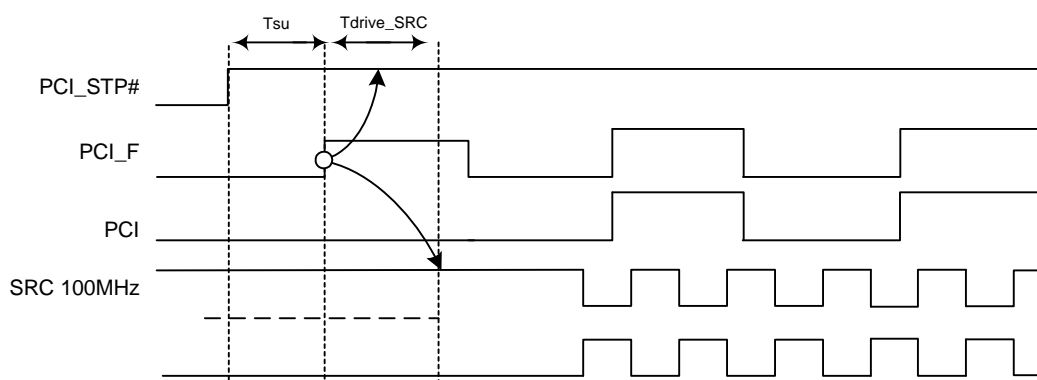 Tsu
Tdrive_SRC
PCI_STP#
PCI_F
PCI
SRC 100MHz